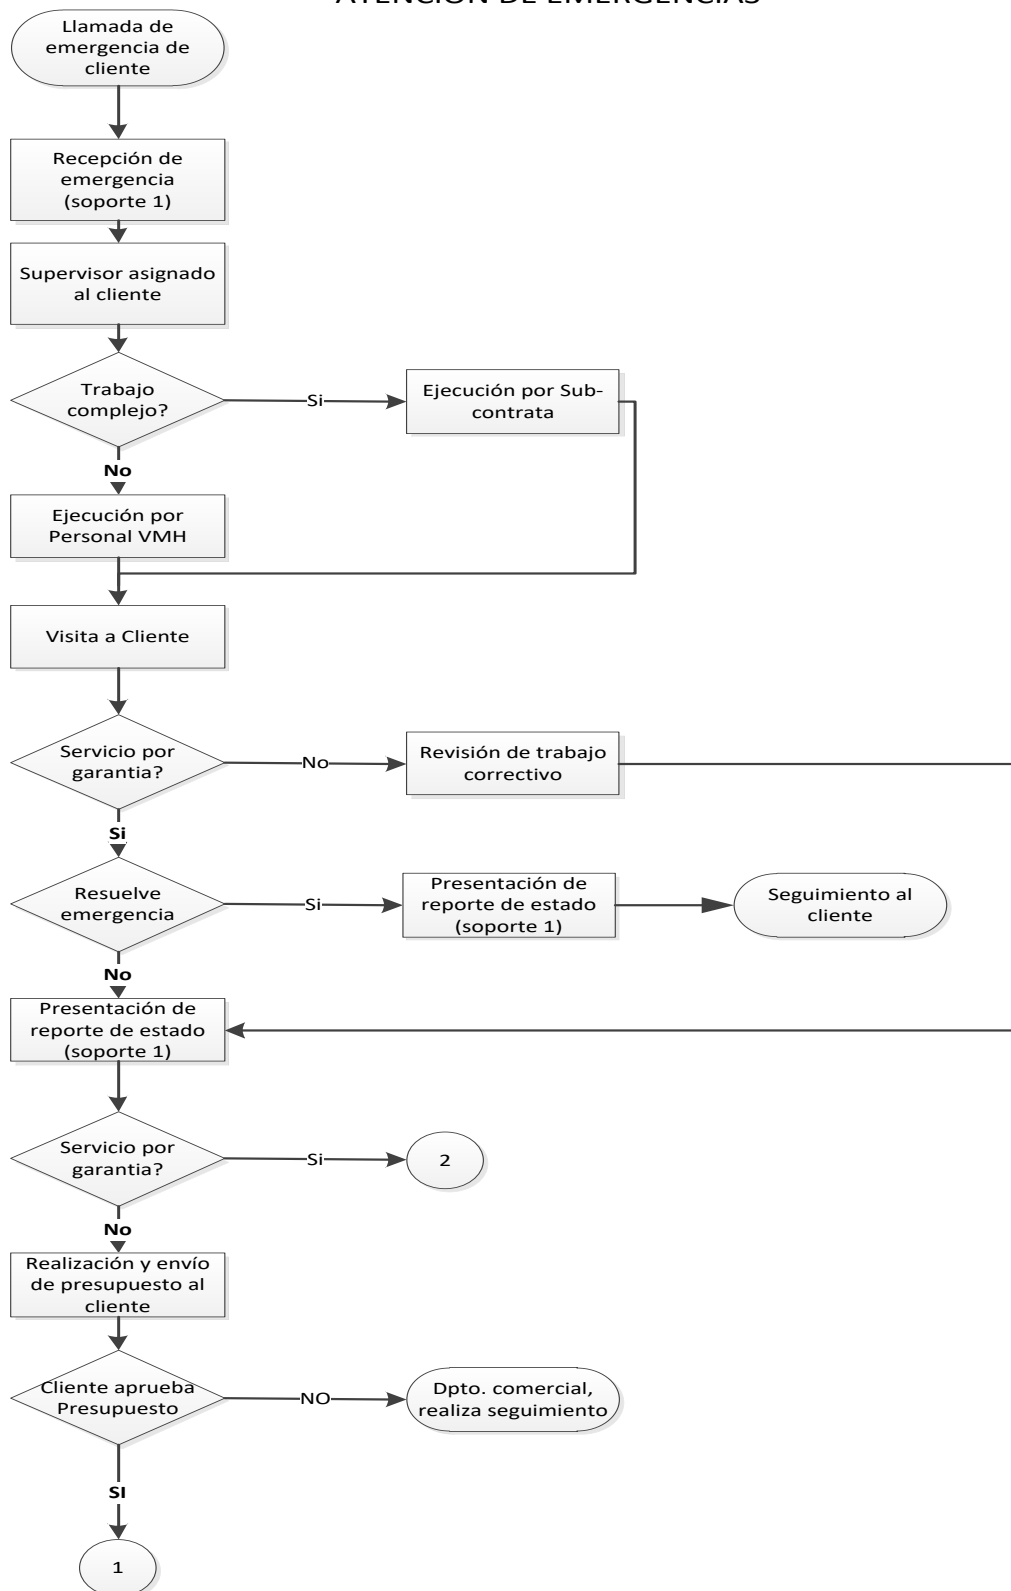 ATENCION DE EMERGENCIAS
Llamada de
emergencia de
cliente
Recepción de
emergencia
(soporte 1)
Supervisor asignado
al cliente
Trabajo
complejo?
Si
Ejecución por Sub-
contrata
No
Ejecución por
Personal VMH
Visita a Cliente
Servicio por
garantia?
No
Revisión de trabajo
correctivo
Si
Resuelve
emergencia
Si
Presentación de
reporte de estado
(soporte 1)
Seguimiento al
cliente
No
Presentación de
reporte de estado
(soporte 1)
Servicio por
garantia?
Si
2
No
Realización y envío
de presupuesto al
cliente
Cliente aprueba
Presupuesto
NO
Dpto. comercial,
realiza seguimiento
SI
1